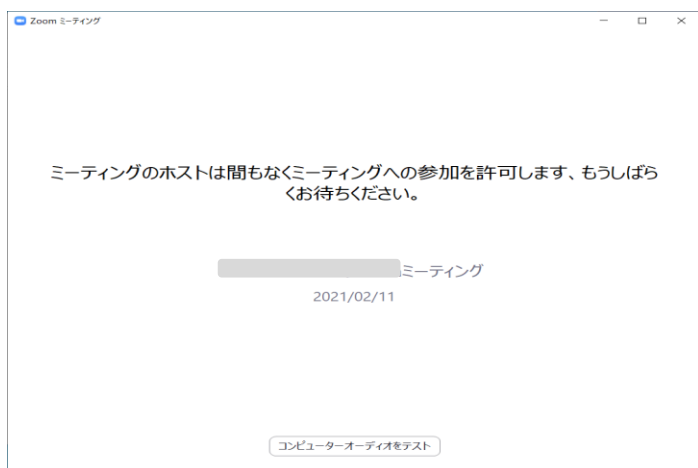 Zoom ミーティング
ミーティングのホストは間もなくミーティングへの参加を許可します、もうしばら
くお待ちください。
ミーティング
2021/02/11
コンピューターオーディオをテスト